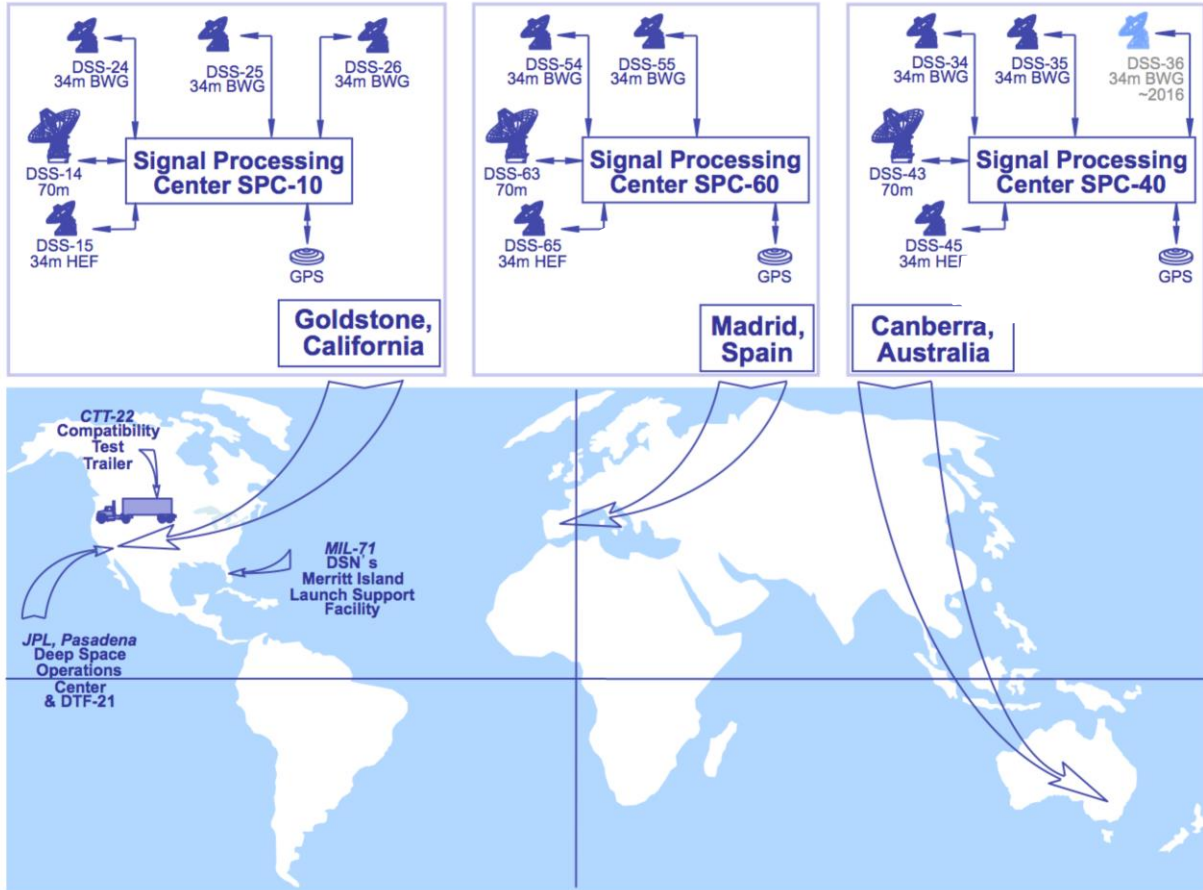 DSS-24
34m BWG
DSS-25
34m BWG
DSS-26
34m BWG
DSS-14
70m
Signal Processing
Center SPC-10
DSS-15
34m HEF
GPS
Goldstone,
California
DSS-54
34m BWG
DSS-55
34m BWG
DSS-63
70m
Signal Processing
Center SPC-60
DSS-65
34m HEF
GPS
Madrid,
Spain
DSS-34
34m BWG
DSS-35
34m BWG
DSS-36
34m BWG
~2016
DSS-43
70m
Signal Processing
Center SPC-40
DSS-45
34m HEF
GPS
Canberra,
Australia
CTT-22
Compatibility
Test
Trailer
MIL-71
DSN's
Merritt Island
Launch Support
Facility
JPL, Pasadena
Deep Space
Operations
Center
& DTF-21